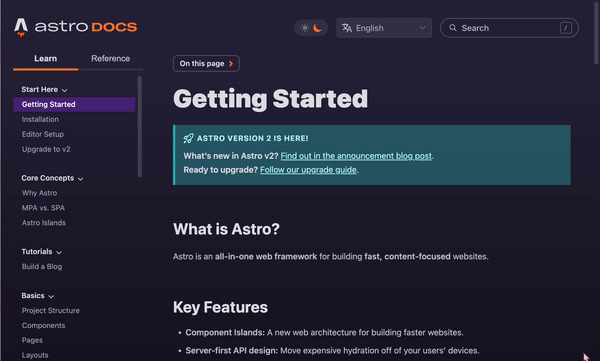 astro DOCS
English
Search
/
Learn
Reference
Start Here
Getting Started
Installation
Editor Setup
Upgrade to v2
Core Concepts
Why Astro
MPA vs. SPA
Astro Islands
Tutorials
Build a Blog
Basics
Project Structure
Components
Pages
Layouts
On this page
Getting Started
ASTRO VERSION 2 IS HERE!
What's new in Astro v2? Find out in the announcement blog post.
Ready to upgrade? Follow our upgrade guide.
What is Astro?
Astro is an all-in-one web framework for building fast, content-focused websites.
Key Features
• Component Islands: A new web architecture for building faster websites.
• Server-first API design: Move expensive hydration off of your users' devices.